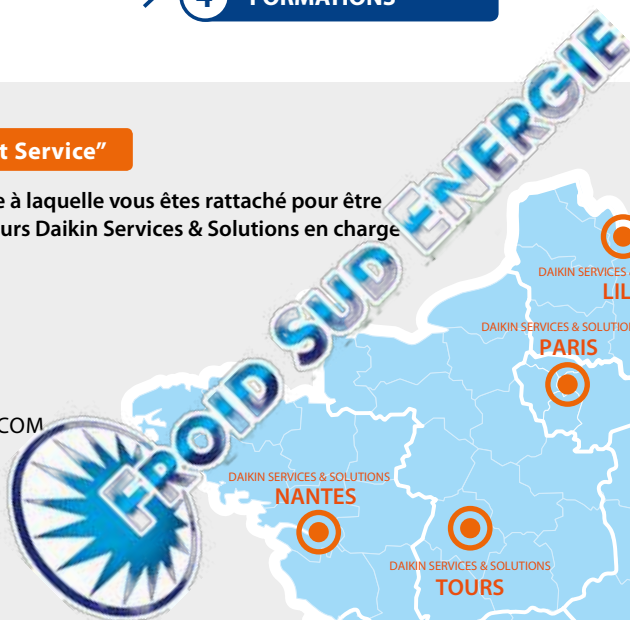 4 FORMATIONS
t Service”
e à laquelle vous êtes rattaché pour être
urs Daikin Services & Solutions en charge
COM
FROID SUD ENERGIE
DAIKIN SERVICES
LIL
DAIKIN SERVICES & SOLUTION
PARIS
DAIKIN SERVICES & SOLUTIONS
NANTES
DAIKIN SERVICES & SOLUTIONS
TOURS